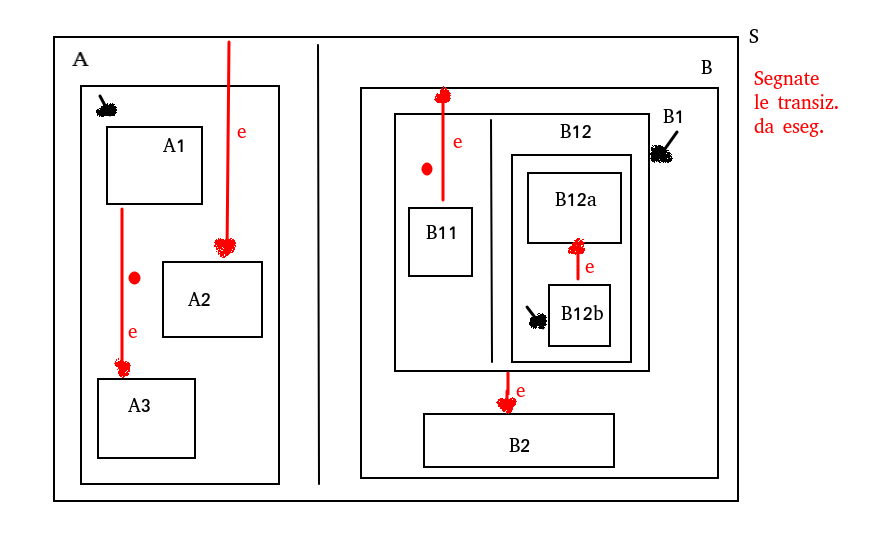 S
A
B
Segnate
le transiz.
da eseg.
B1
e
B12
e
A1
B12a
B11
e
A2
B12b
e
e
A3
B2